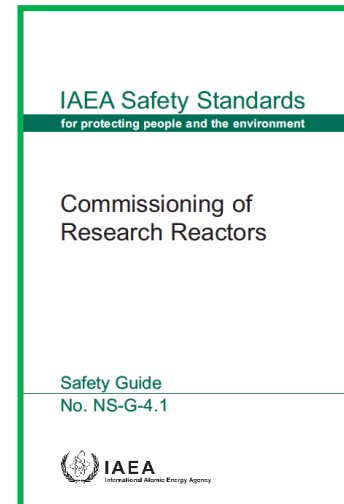 IAEA Safety Standards
for protecting people and the environment
Commissioning of
Research Reactors
Safety Guide
No. NS-G-4.1
IAEA
International Atomic Energy Agency